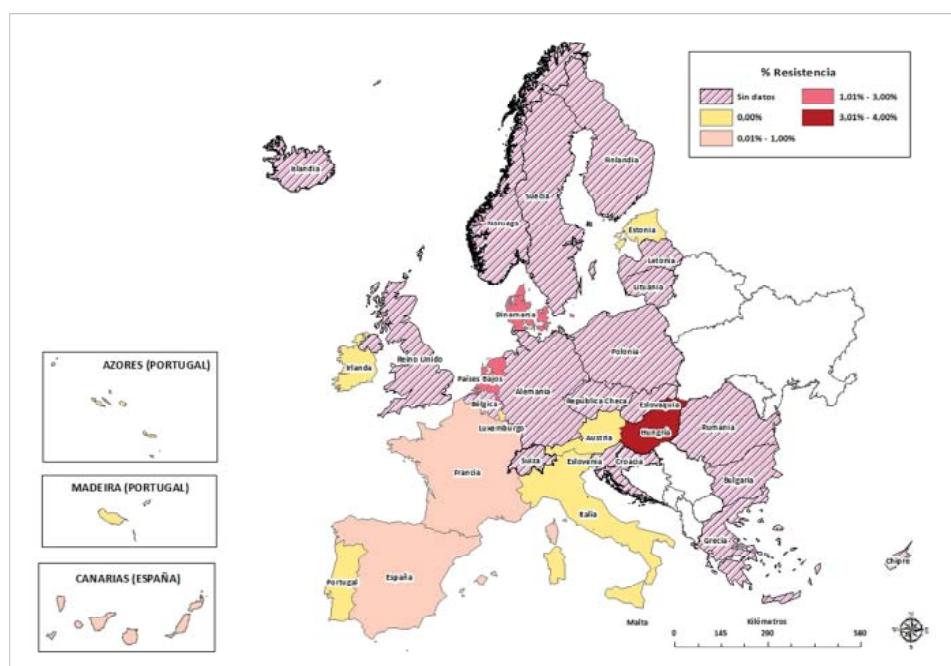 % Resistencia
Sin datos
1,01% - 3,00%
0,00%
3,01% - 4,00%
0,01% - 1,00%
Islandia
Finlandia
Suecia
Noruega
Estonia
Letonia
Lituania
Dinamarca
Irlanda
Reino Unido
Países Bajos
Polonia
Alemania
Bélgica
República Checa
Eslovaquia
Luxemburgo
Austria
Hungría
Rumania
Suiza
Eslovenia
Croacia
Francia
Bulgaria
Italia
Grecia
Portugal
España
Chipre
Malta
AZORES (PORTUGAL)
MADEIRA (PORTUGAL)
CANARIAS (ESPAÑA)
Kilómetros
0 145 290 580